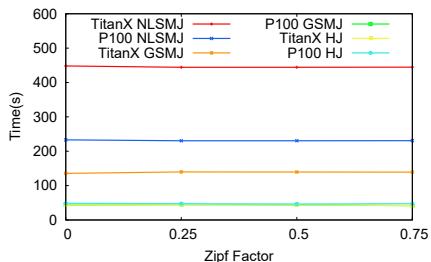 600
500
400
300
200
100
0
Time(s)
TitanX NLSMJ
P100 NLSMJ
TitanX GSMJ
P100 GSMJ
TitanX HJ
P100 HJ
0 0.25 0.5 0.75
Zipf Factor